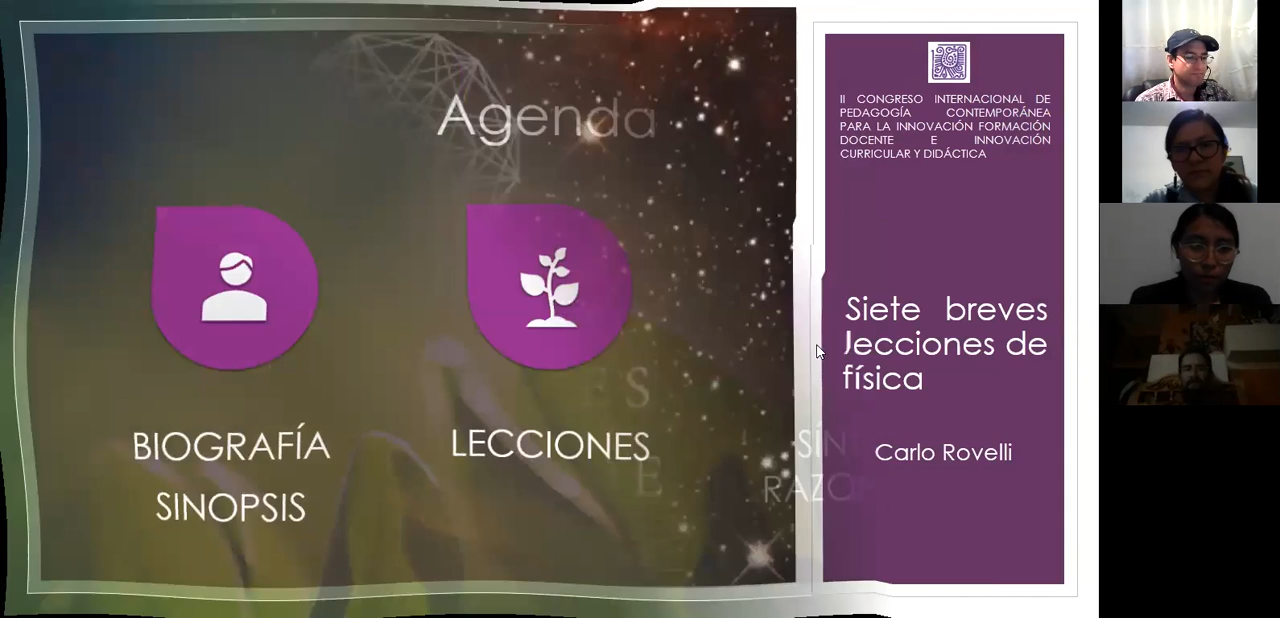 Agenda
BIOGRAFÍA
SINOPSIS
LECCIONES
II CONGRESO INTERNACIONAL DE
PEDAGOGÍA CONTEMPORÁNEA
PARA LA INNOVACIÓN FORMACIÓN
DOCENTE E INNOVACIÓN
CURRICULAR Y DIDÁCTICA
Siete breves
lecciones de
física
Carlo Rovelli